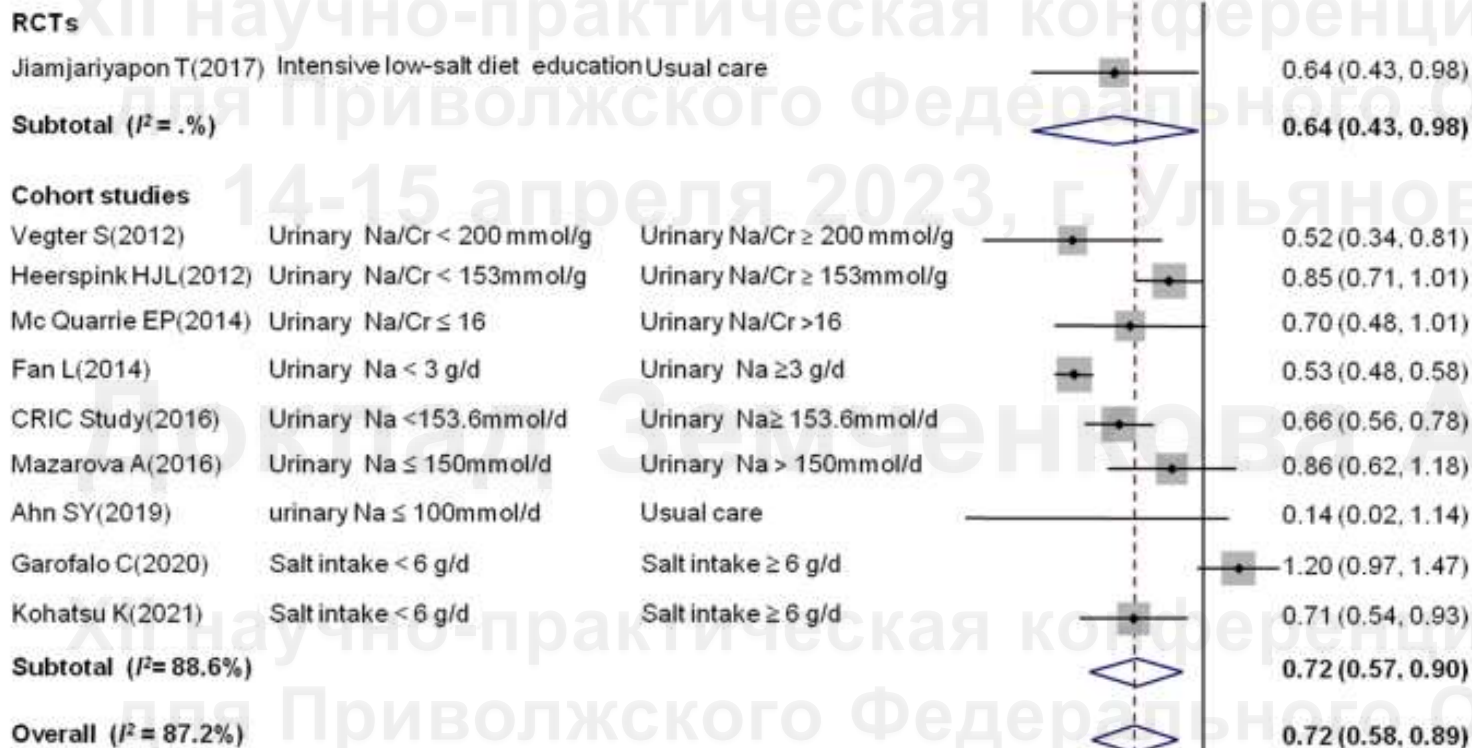 XII научно-практическая конференци
RCTs
Jiamjariyapon T(2017) Intensive low-salt diet education Usual care 0.64 (0.43, 0.98)
для Приволжского Федерального О
Subtotal (I² = .%) 0.64 (0.43, 0.98)
Cohort studies
14-15 апреля 2023, г. Ульянов
Vegter S(2012) Urinary Na/Cr < 200 mmol/g Urinary Na/Cr ≥ 200 mmol/g 0.52 (0.34, 0.81)
Heerspink HJL(2012) Urinary Na/Cr < 153mmol/g Urinary Na/Cr ≥ 153mmol/g 0.85 (0.71, 1.01)
Mc Quarrie EP(2014) Urinary Na/Cr ≤ 16 Urinary Na/Cr >16 0.70 (0.48, 1.01)
Fan L(2014) Urinary Na < 3 g/d Urinary Na ≥3 g/d 0.53 (0.48, 0.58)
CRIC Study(2016) Urinary Na <153.6mmol/d Urinary Na≥ 153.6mmol/d 0.66 (0.56, 0.78)
Доклад Земченкова А
Mazarova A(2016) Urinary Na ≤ 150mmol/d Urinary Na > 150mmol/d 0.86 (0.62, 1.18)
Ahn SY(2019) urinary Na ≤ 100mmol/d Usual care 0.14 (0.02, 1.14)
Garofalo C(2020) Salt intake < 6 g/d Salt intake ≥ 6 g/d 1.20 (0.97, 1.47)
Kohatsu K(2021) Salt intake < 6 g/d Salt intake ≥ 6 g/d 0.71 (0.54, 0.93)
XII научно-практическая конференци
Subtotal (I²= 88.6%) 0.72 (0.57, 0.90)
для Приволжского Федерального О
Overall (I² = 87.2%) 0.72 (0.58, 0.89)